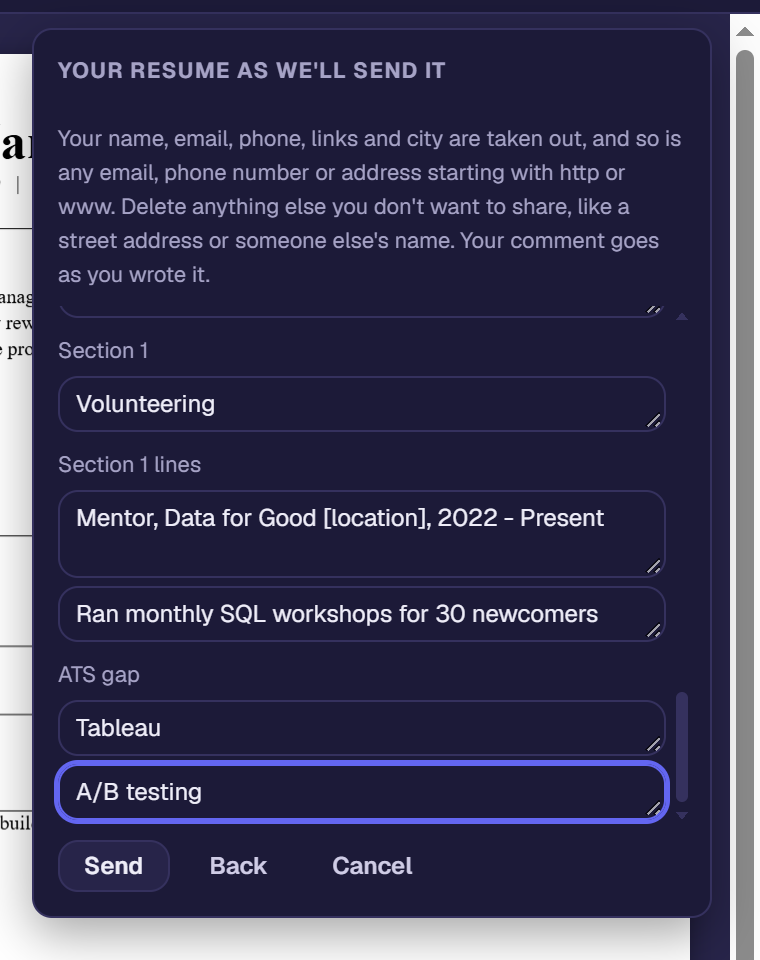 YOUR RESUME AS WE'LL SEND IT
Your name, email, phone, links and city are taken out, and so is
any email, phone number or address starting with http or
www. Delete anything else you don't want to share, like a
street address or someone else's name. Your comment goes
as you wrote it.
Section 1
Volunteering
Section 1 lines
Mentor, Data for Good [location], 2022 - Present
Ran monthly SQL workshops for 30 newcomers
ATS gap
Tableau
A/B testing
Send Back Cancel